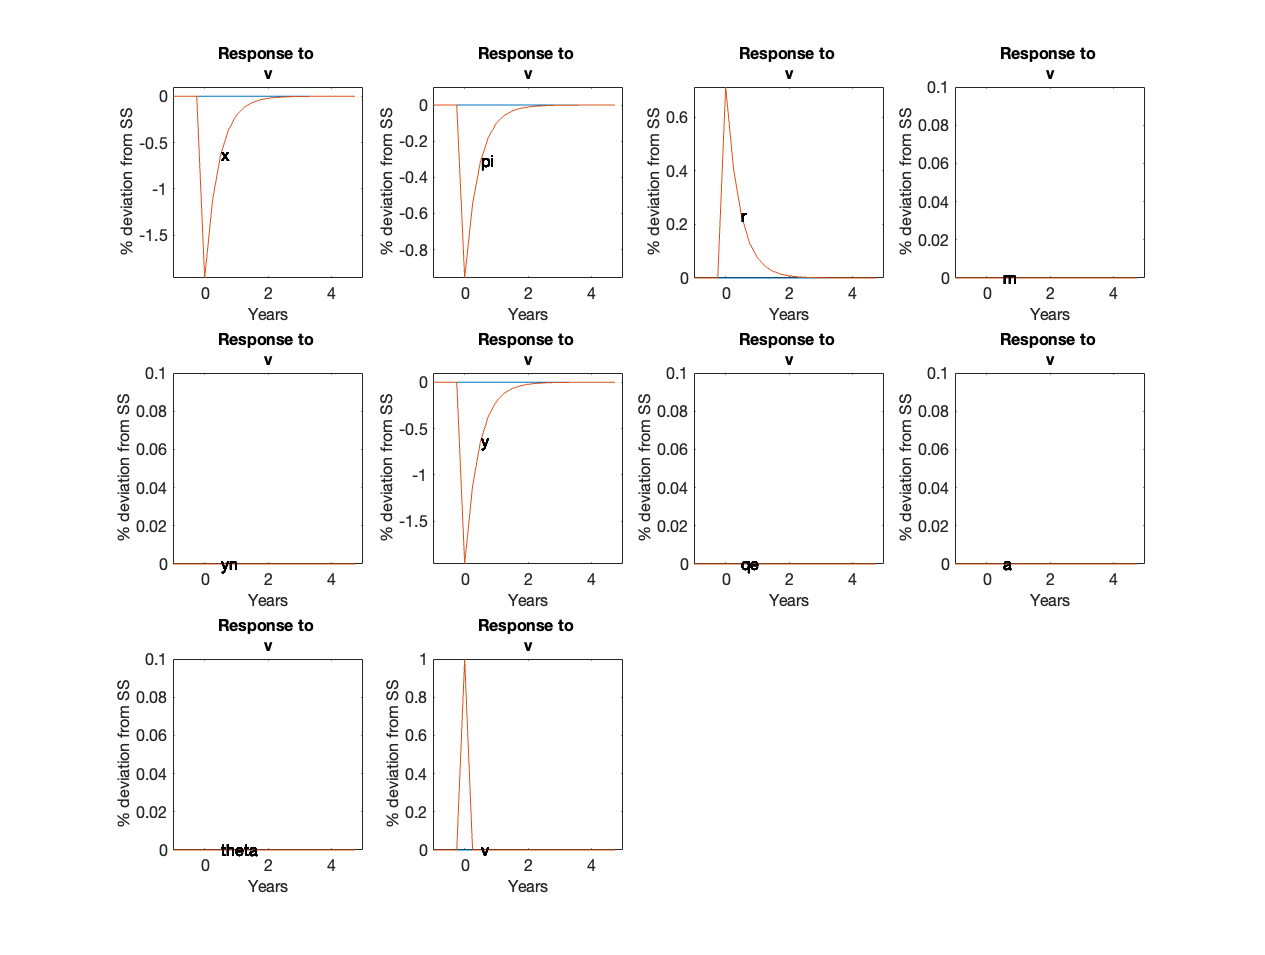 Response to
v
% deviation from SS
0
-0.5
-1
-1.5
x
0 2 4
Years
Response to
v
% deviation from SS
0
-0.2
-0.4
-0.6
-0.8
pi
0 2 4
Years
Response to
v
% deviation from SS
0.6
0.4
0.2
0
r
0 2 4
Years
Response to
v
% deviation from SS
0.1
0.08
0.06
0.04
0.02
0
m
0 2 4
Years
Response to
v
% deviation from SS
0.1
0.08
0.06
0.04
0.02
0
yn
0 2 4
Years
Response to
v
% deviation from SS
0
-0.5
-1
-1.5
y
0 2 4
Years
Response to
v
% deviation from SS
0.1
0.08
0.06
0.04
0.02
0
qe
0 2 4
Years
Response to
v
% deviation from SS
0.1
0.08
0.06
0.04
0.02
0
a
0 2 4
Years
Response to
v
% deviation from SS
0.1
0.08
0.06
0.04
0.02
0
theta
0 2 4
Years
Response to
v
% deviation from SS
1
0.8
0.6
0.4
0.2
0
v
0 2 4
Years